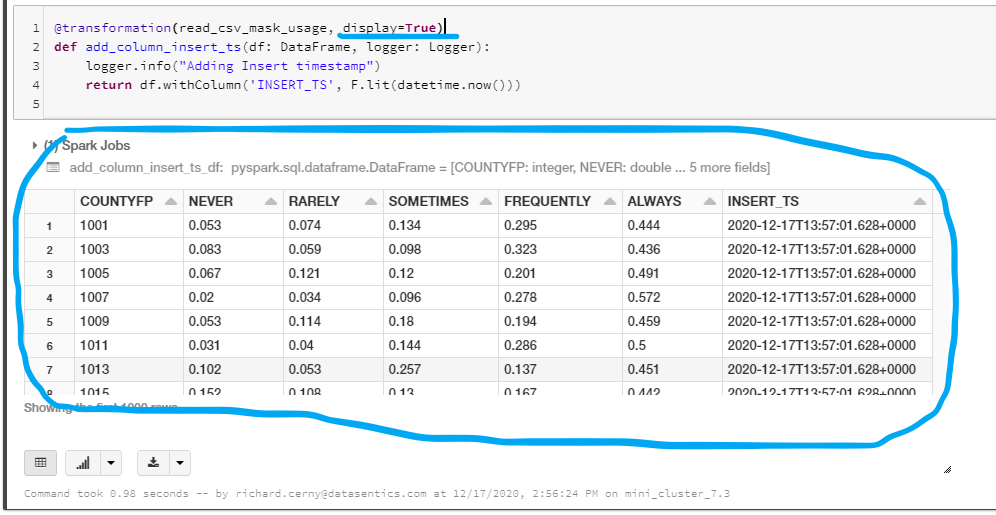 1 @transformation(read_csv_mask_usage, display=True)
2 def add_column_insert_ts(df: DataFrame, logger: Logger):
3     logger.info("Adding Insert timestamp")
4     return df.withColumn('INSERT_TS', F.lit(datetime.now()))
5
(1) Spark Jobs
add_column_insert_ts_df: pyspark.sql.dataframe.DataFrame = [COUNTYFP: integer, NEVER: double ... 5 more fields]
COUNTYFP NEVER RARELY SOMETIMES FREQUENTLY ALWAYS INSERT_TS
1 1001 0.053 0.074 0.134 0.295 0.444 2020-12-17T13:57:01.628+0000
2 1003 0.083 0.059 0.098 0.323 0.436 2020-12-17T13:57:01.628+0000
3 1005 0.067 0.121 0.12 0.201 0.491 2020-12-17T13:57:01.628+0000
4 1007 0.02 0.034 0.096 0.278 0.572 2020-12-17T13:57:01.628+0000
5 1009 0.053 0.114 0.18 0.194 0.459 2020-12-17T13:57:01.628+0000
6 1011 0.031 0.04 0.144 0.286 0.5 2020-12-17T13:57:01.628+0000
7 1013 0.102 0.053 0.257 0.137 0.451 2020-12-17T13:57:01.628+0000
8 1015 0.152 0.108 0.13 0.167 0.442 2020-12-17T13:57:01.628+0000
Showing the first 1000 rows.
Command took 0.98 seconds -- by richard.cerny@datasentics.com at 12/17/2020, 2:56:24 PM on mini_cluster_7.3